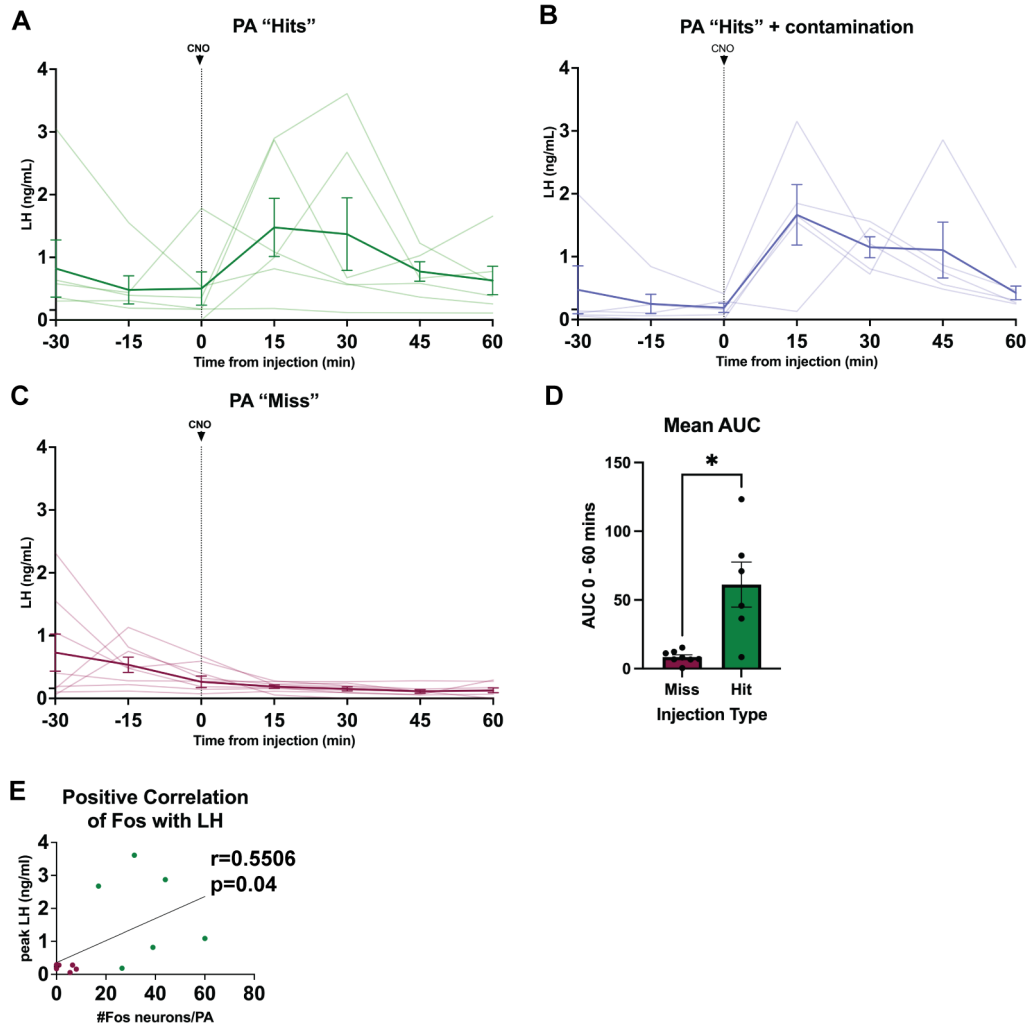 A
PA “Hits”
CNO
4
3
2
1
0
LH (ng/mL)
-30 -15 0 15 30 45 60
Time from injection (min)
B
PA “Hits” + contamination
CNO
4
3
2
1
0
LH (ng/mL)
-30 -15 0 15 30 45 60
Time from injection (min)
C
PA “Miss”
CNO
4
3
2
1
0
LH (ng/mL)
-30 -15 0 15 30 45 60
Time from injection (min)
D
Mean AUC
*
150
100
50
0
AUC 0 - 60 mins
Miss Hit
Injection Type
E
Positive Correlation
of Fos with LH
r=0.5506
p=0.04
4
3
2
1
0
peak LH (ng/ml)
0 20 40 60 80
#Fos neurons/PA